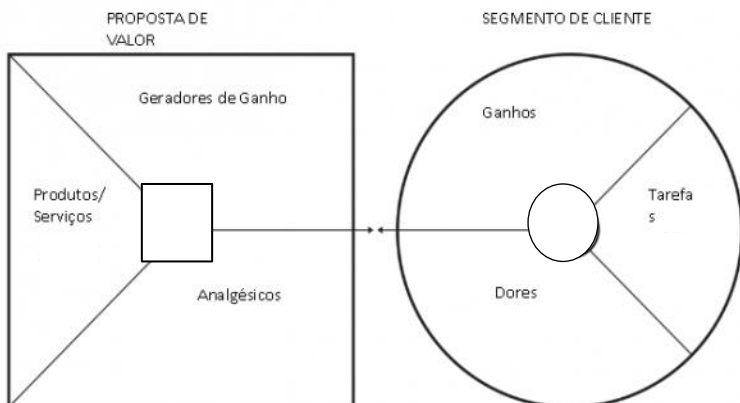 PROPOSTA DE
VALOR
SEGMENTO DE CLIENTE
Geradores de Ganho
Produtos/
Serviços
Analgésicos
Ganhos
Tarefa
s
Dores